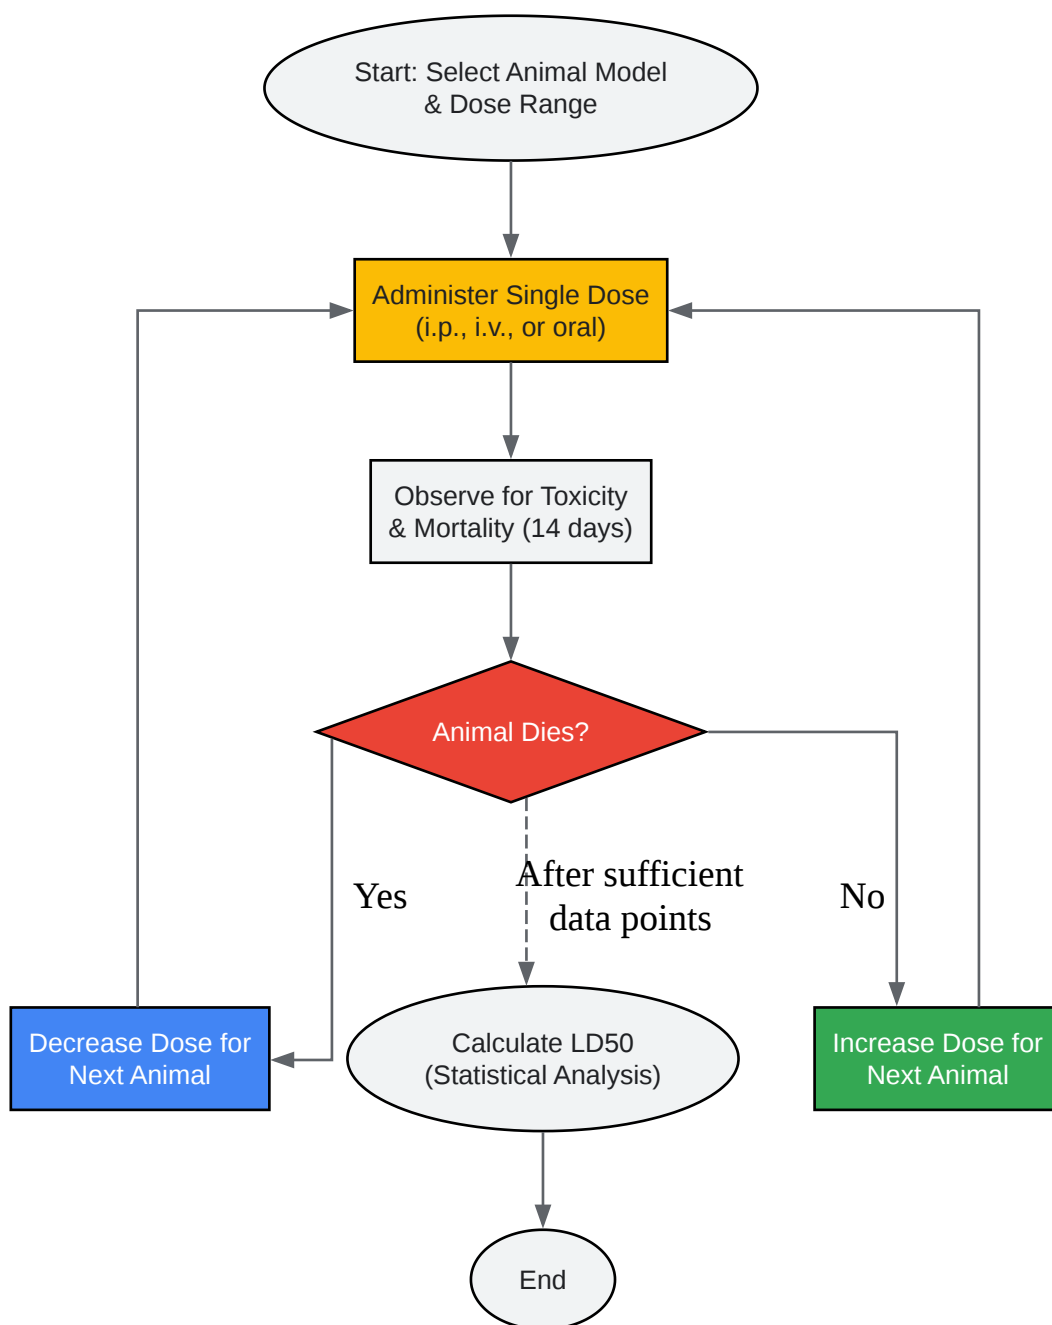 Start: Select Animal Model
& Dose Range
Administer Single Dose
(i.p., i.v., or oral)
Observe for Toxicity
& Mortality (14 days)
Animal Dies?
Yes
After sufficient
data points
No
Decrease Dose for
Next Animal
Calculate LD50
(Statistical Analysis)
Increase Dose for
Next Animal
End